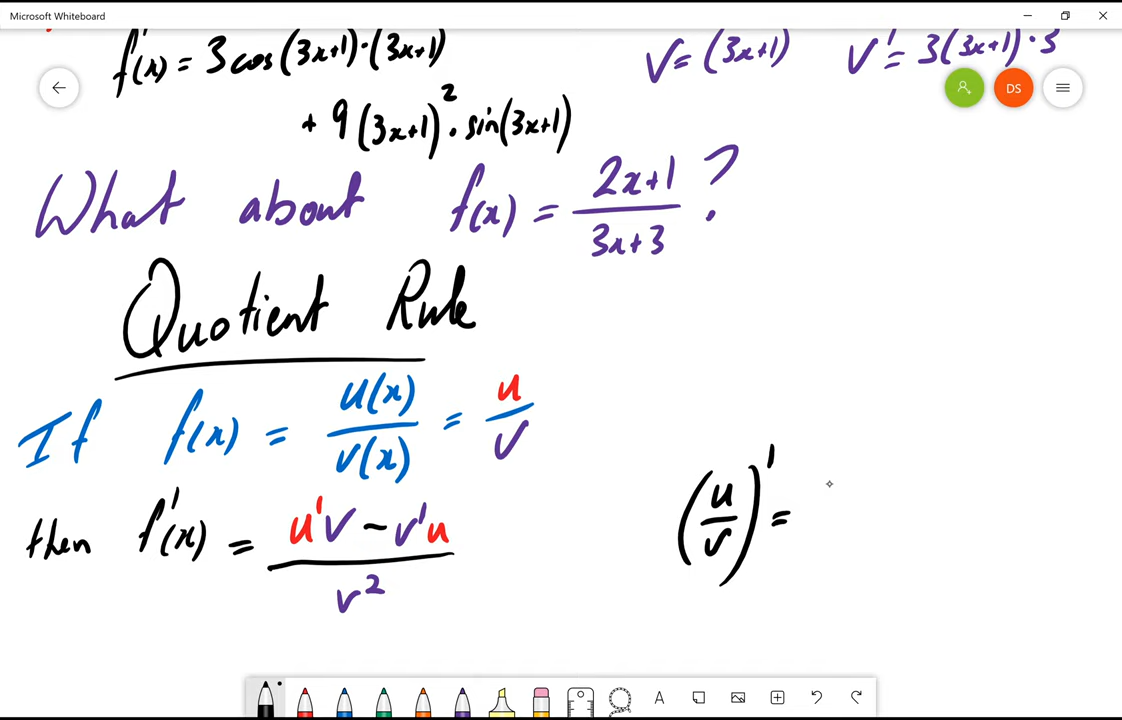 Microsoft Whiteboard
f'(x) = 3cos(3x+1)·(3x+1)
+ 9(3x+1)²·sin(3x+1)
V = (3x+1)
V' = 3(3x+1)·3
DS
What about f(x) = (2x+1)/(3x+3) ?
Quotient Rule
If f(x) = u(x)/v(x) = u/v
then f'(x) = (u'v - v'u)/v²
(u/v)' =
A